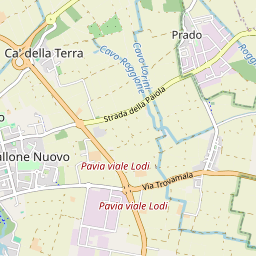 Ca' della Terra
Prado
Cavo-Roggione
Cavo-Lorini
Strada della Paiola
allone Nuovo
Pavia viale Lodi
Via Trovamala
Pavia viale Lodi